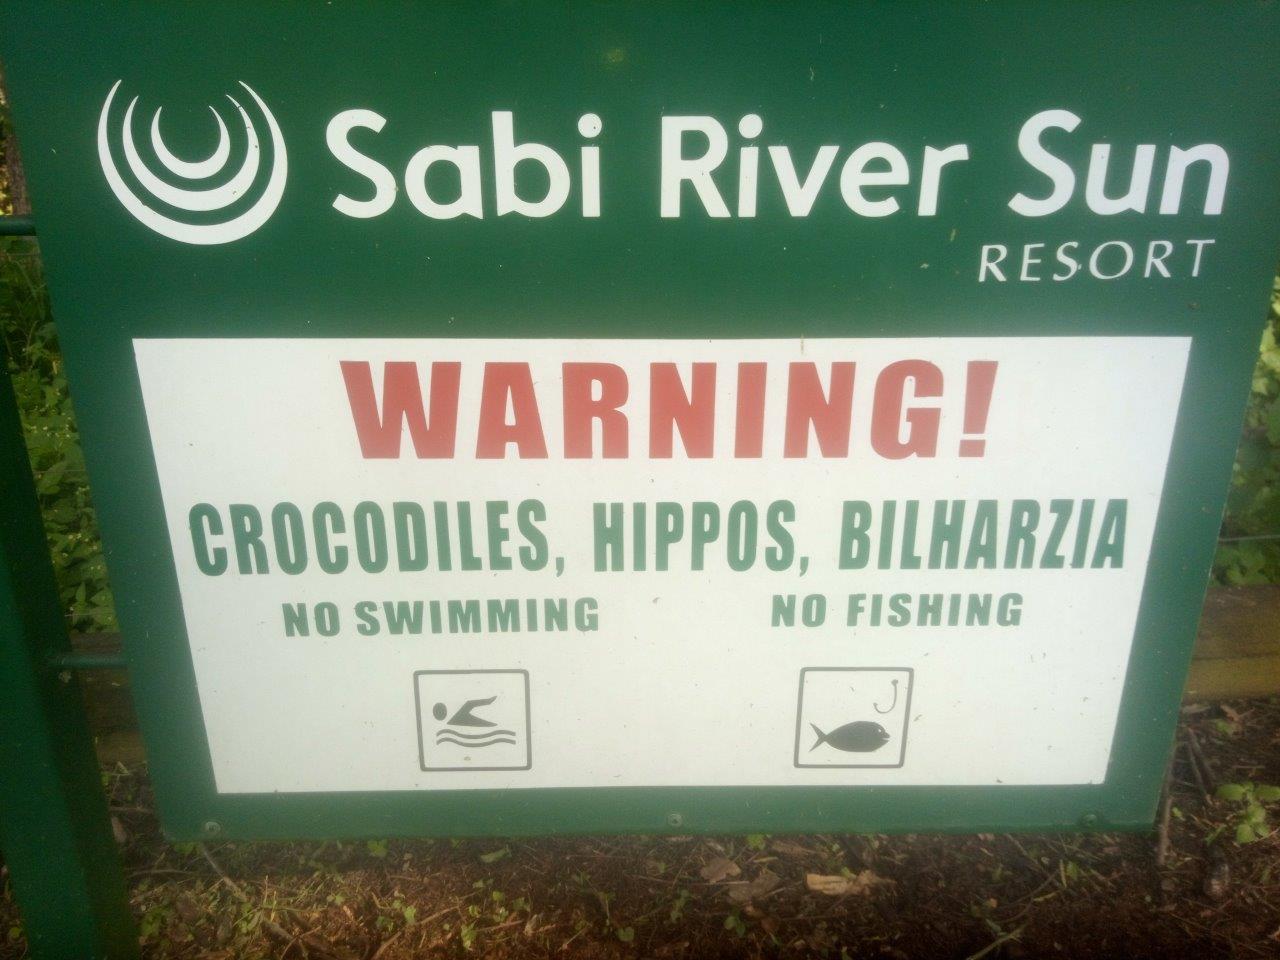 Sabi River Sun
RESORT
WARNING!
CROCODILES, HIPPOS, BILHARZIA
NO SWIMMING NO FISHING